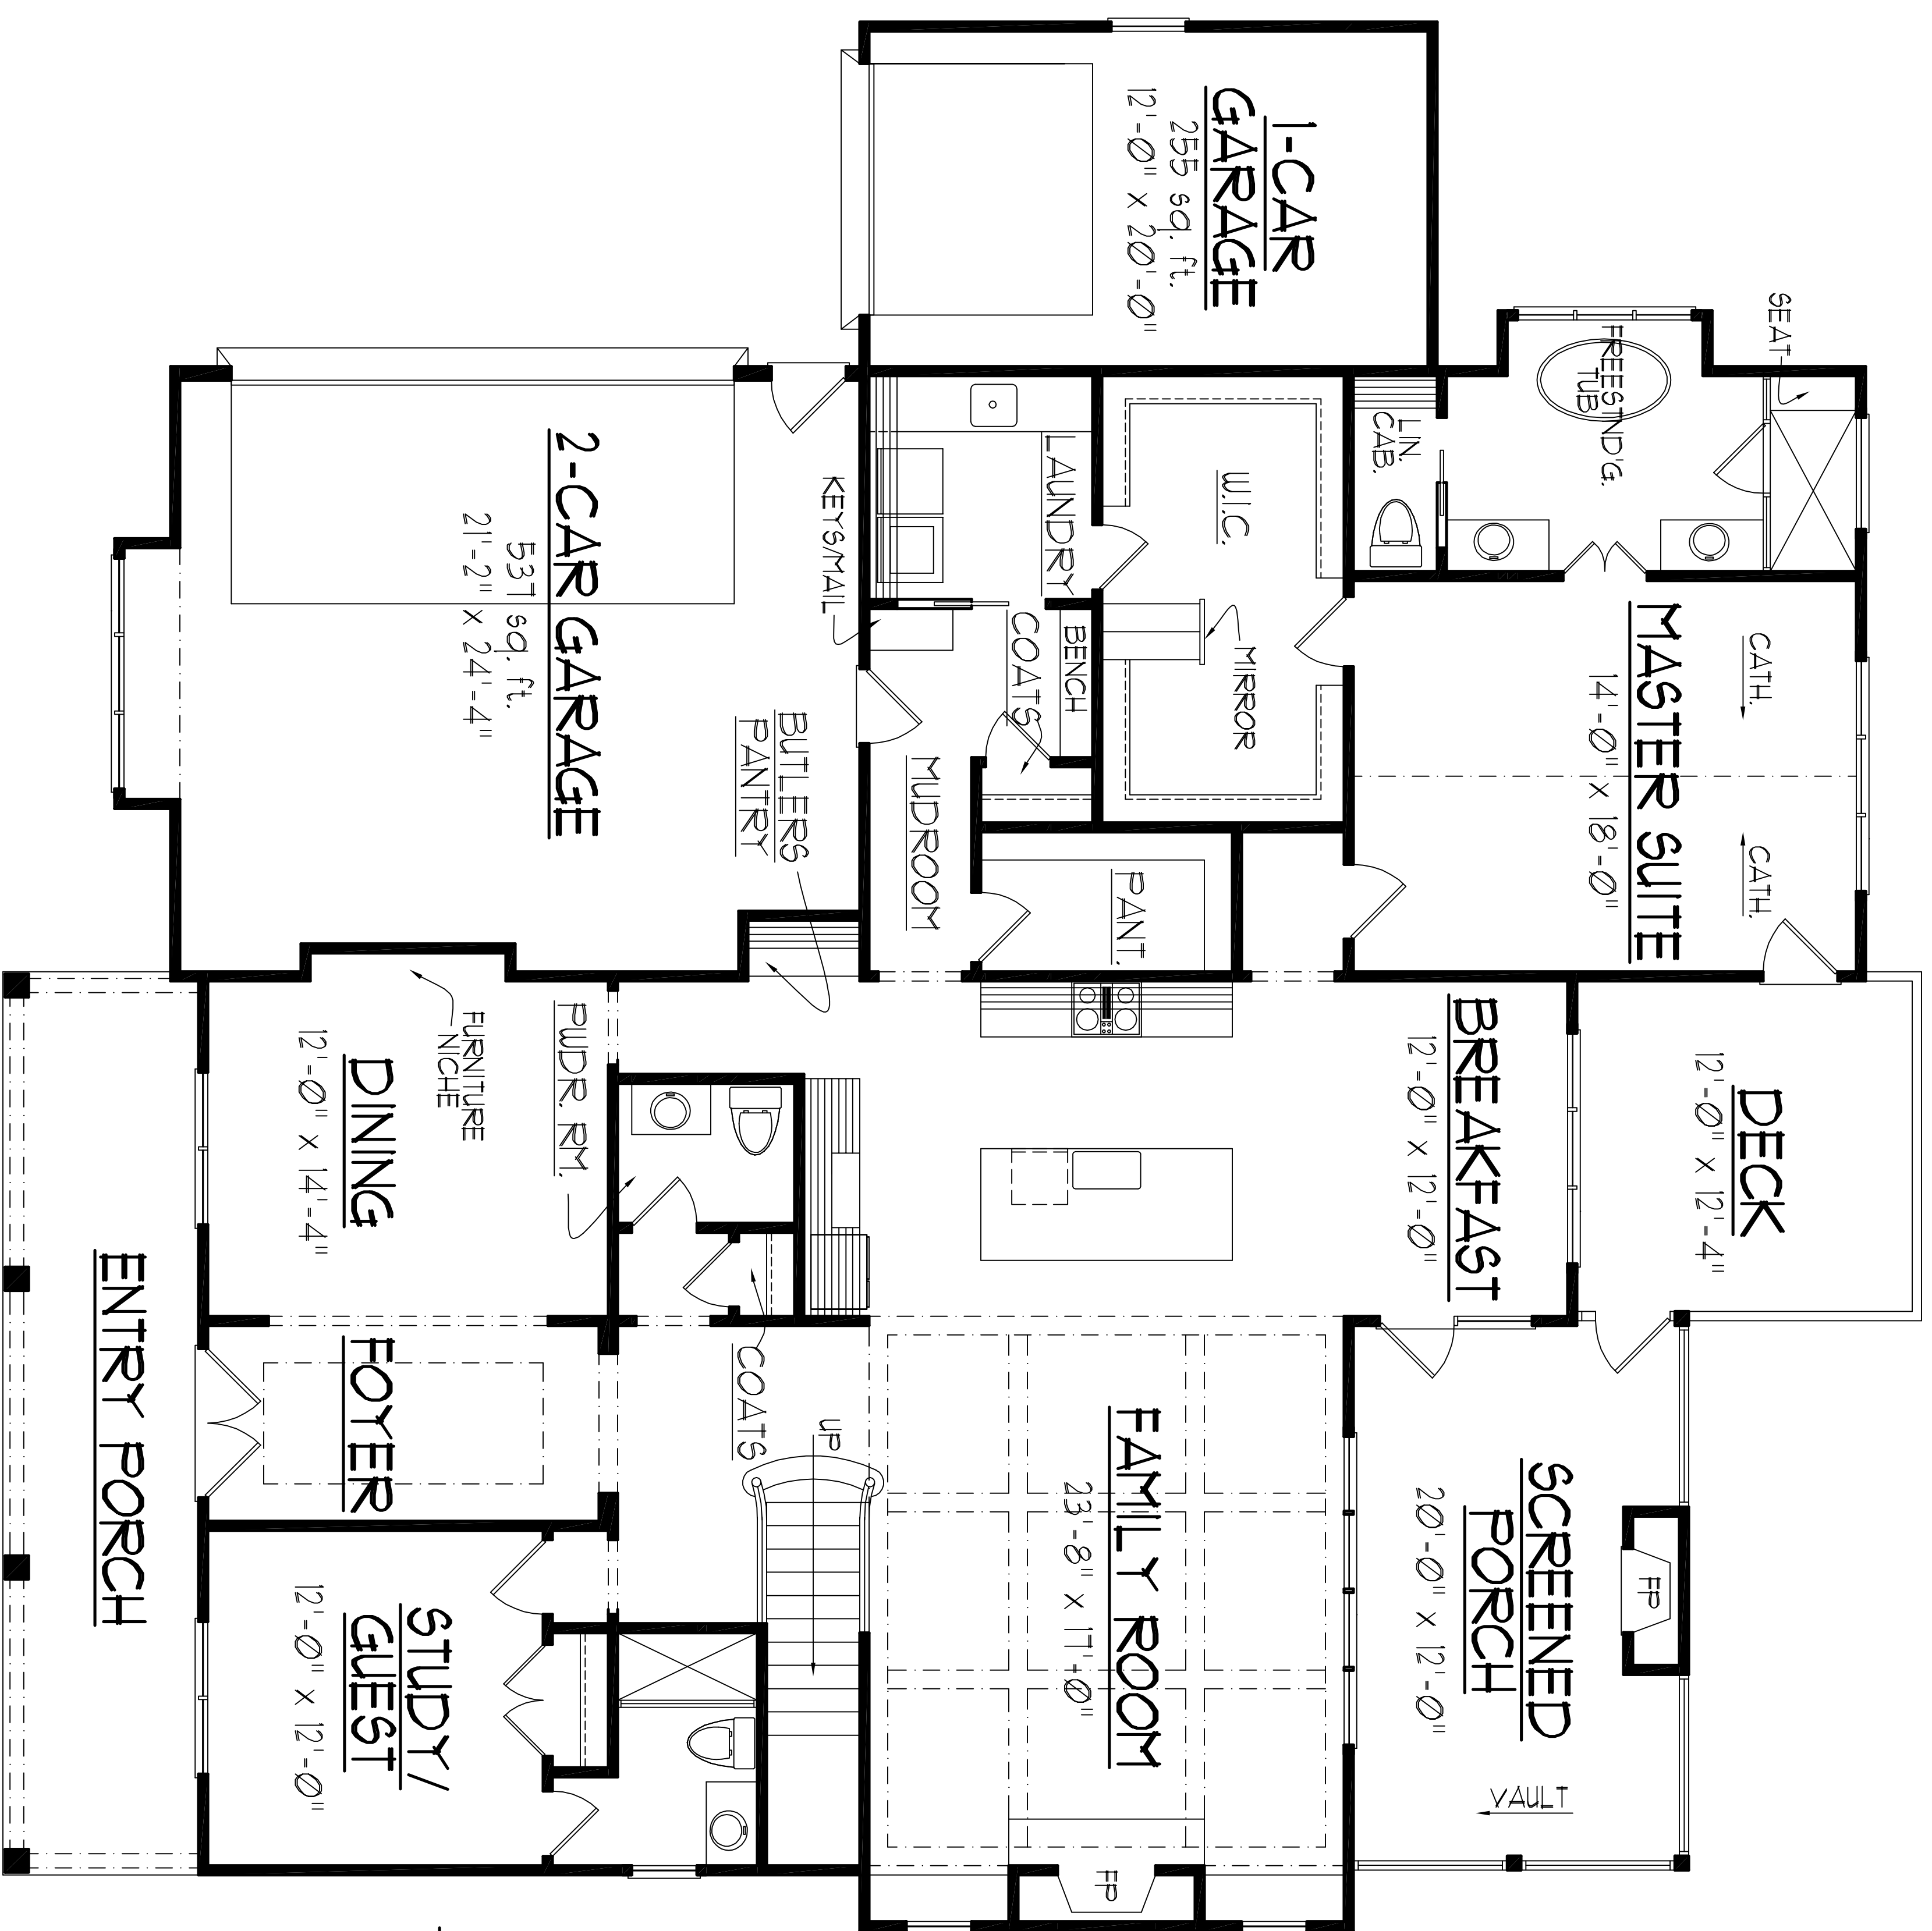 DECK
12'-0" x 12'-4"
SCREENED
PORCH
20'-0" x 12'-0"
FP
VAULT
SEAT
FREESTND'G.
TUB
CATH.
CATH.
MASTER SUITE
14'-0" x 18'-0"
BREAKFAST
12'-0" x 12'-0"
LIN.
CAB.
1-CAR
GARAGE
255 sq. ft.
12'-0" x 20'-0"
W.I.C.
MIRROR
PANT.
FAMILY ROOM
23'-8" x 17'-0"
FP
LAUNDRY
BENCH
COATS
MUDROOM
KEYS/MAIL
BUTLERS
PANTRY
UP
COATS
2-CAR GARAGE
537 sq. ft.
21'-2" x 24'-4"
PWDR. RM.
FURNITURE
NICHE
DINING
12'-0" x 14'-4"
FOYER
STUDY/
GUEST
12'-0" x 12'-0"
ENTRY PORCH